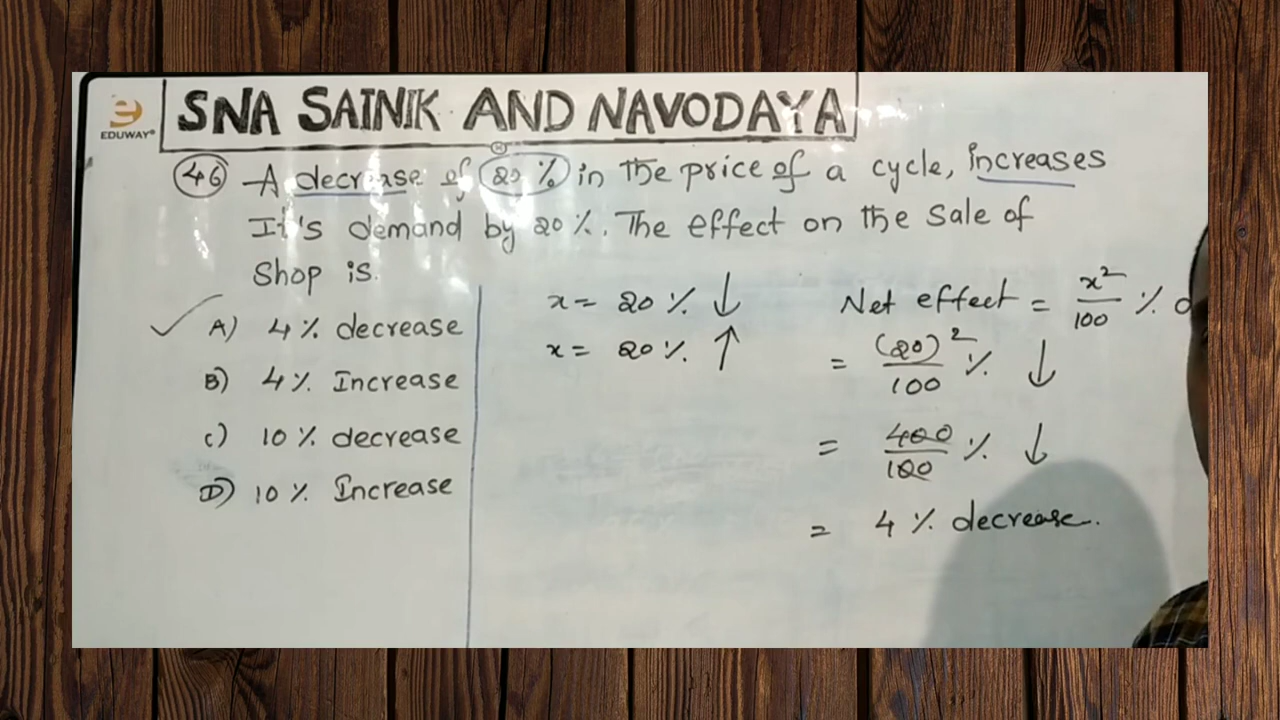 EDUWAY
SNA SAINIK AND NAVODAYA
46 A decrease of 20 % in the price of a cycle, increases
It's demand by 20 %. The effect on the sale of
Shop is.
A) 4 % decrease
B) 4 % Increase
C) 10 % decrease
D) 10 % Increase
x = 20 % ↓
x = 20 % ↑
Net effect = x²/100 %
= (20)²/100 % ↓
= 400/100 % ↓
= 4 % decrease.